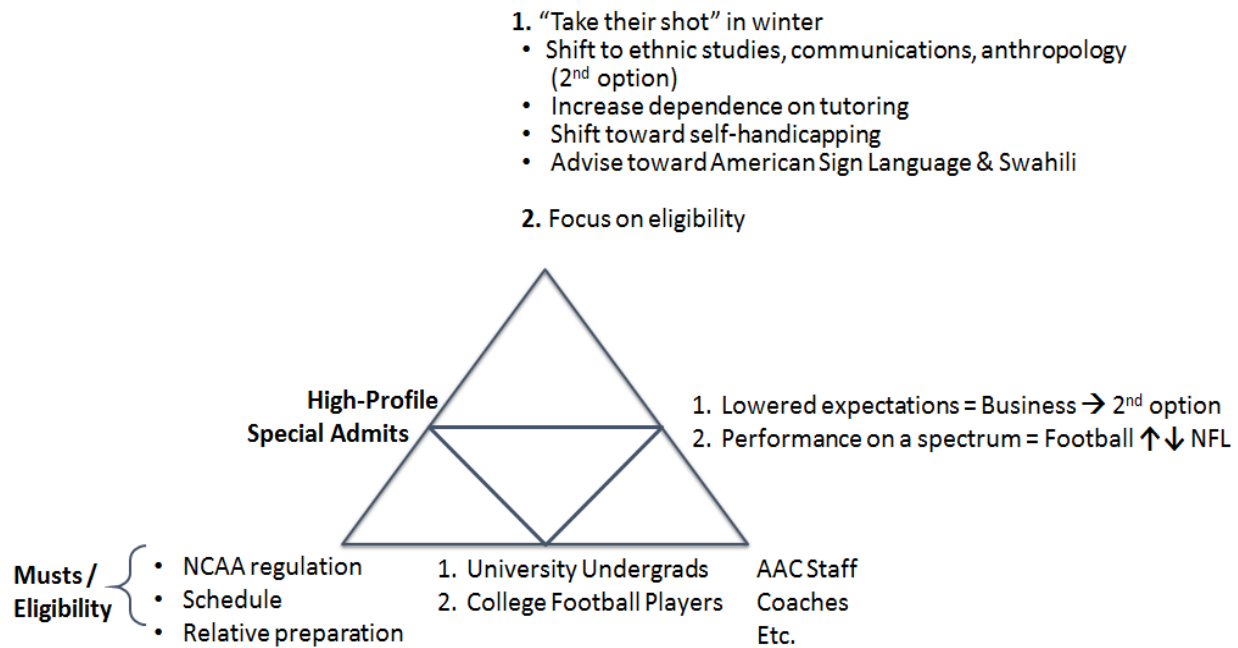 1. “Take their shot” in winter
• Shift to ethnic studies, communications, anthropology
(2nd option)
• Increase dependence on tutoring
• Shift toward self-handicapping
• Advise toward American Sign Language & Swahili
2. Focus on eligibility
High-Profile
Special Admits
1. Lowered expectations = Business → 2nd option
2. Performance on a spectrum = Football ↑↓ NFL
Musts /
Eligibility
• NCAA regulation
• Schedule
• Relative preparation
1. University Undergrads
2. College Football Players
AAC Staff
Coaches
Etc.